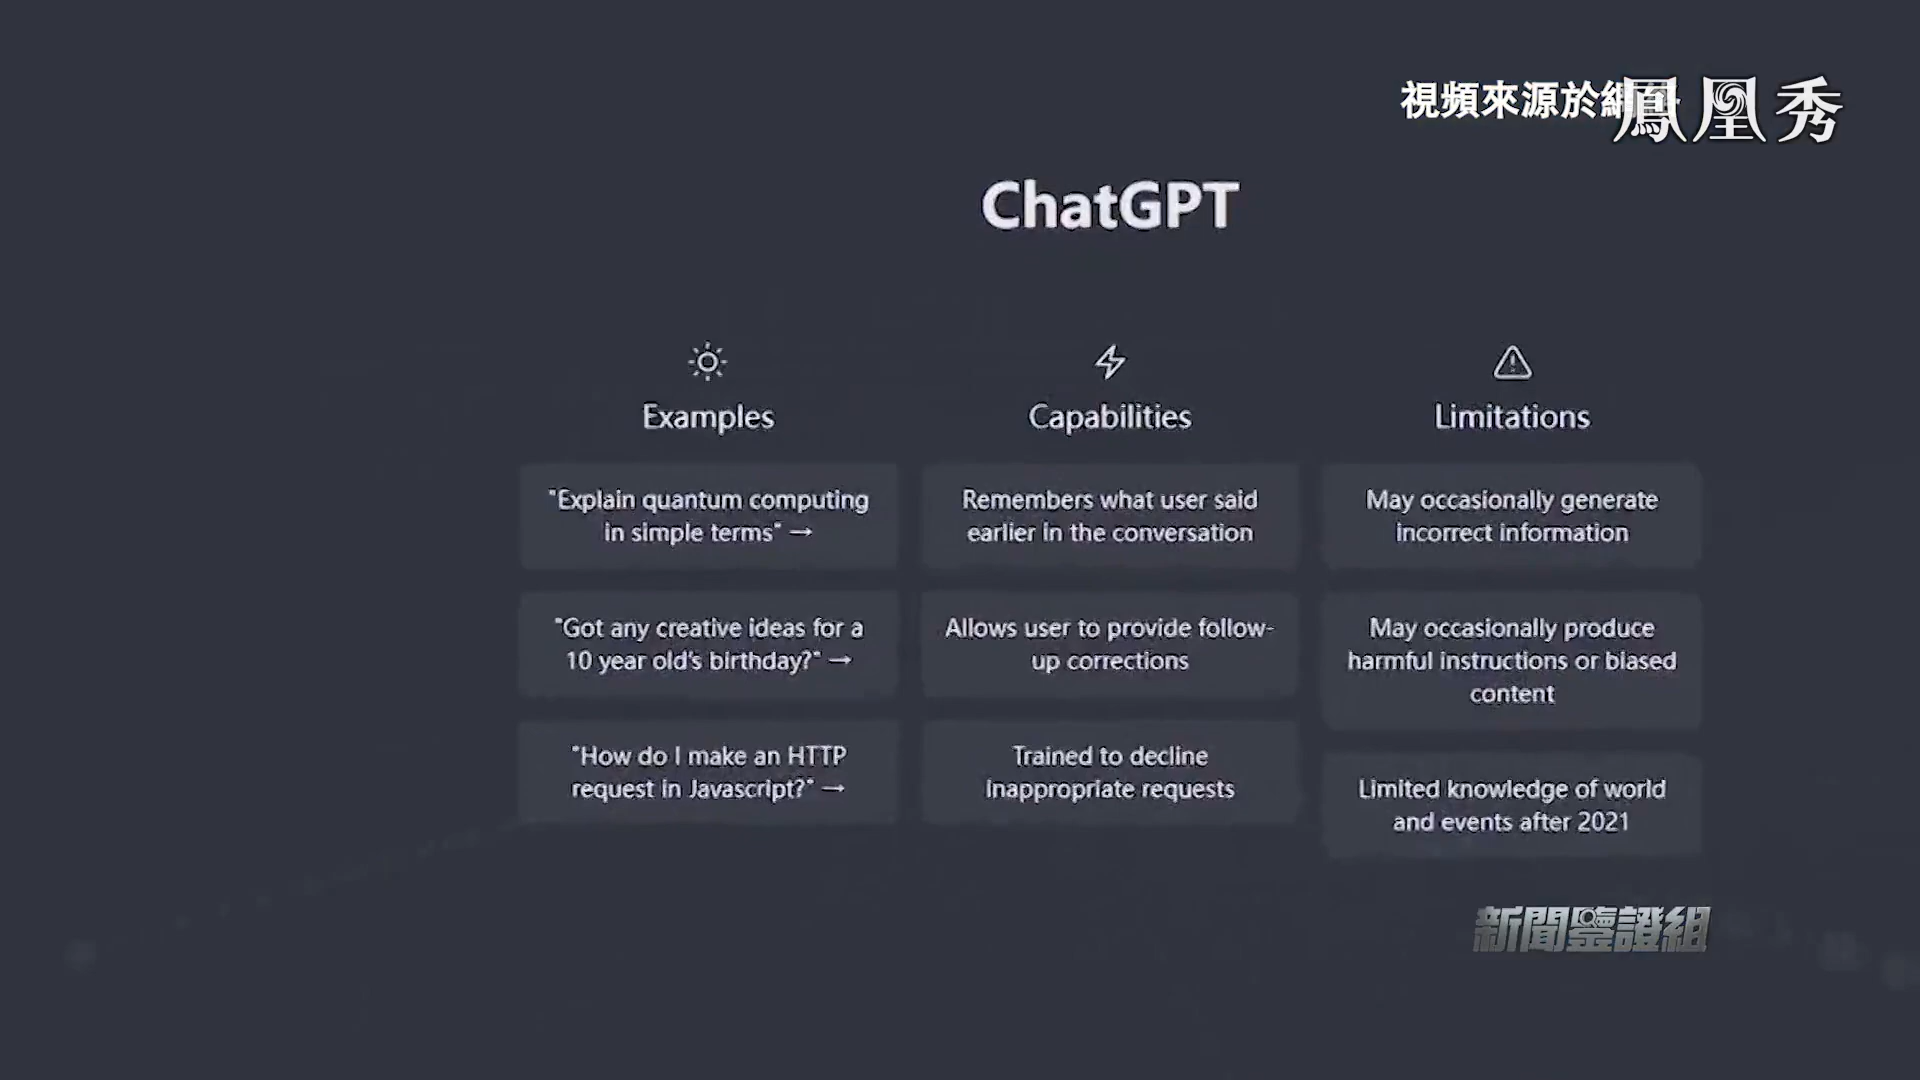 視頻來源於網絡
鳳凰秀
ChatGPT
Examples
"Explain quantum computing
in simple terms" →
"Got any creative ideas for a
10 year old's birthday?" →
"How do I make an HTTP
request in Javascript?" →
Capabilities
Remembers what user said
earlier in the conversation
Allows user to provide follow-
up corrections
Trained to decline
inappropriate requests
Limitations
May occasionally generate
incorrect information
May occasionally produce
harmful instructions or biased
content
Limited knowledge of world
and events after 2021
新聞鑒證組